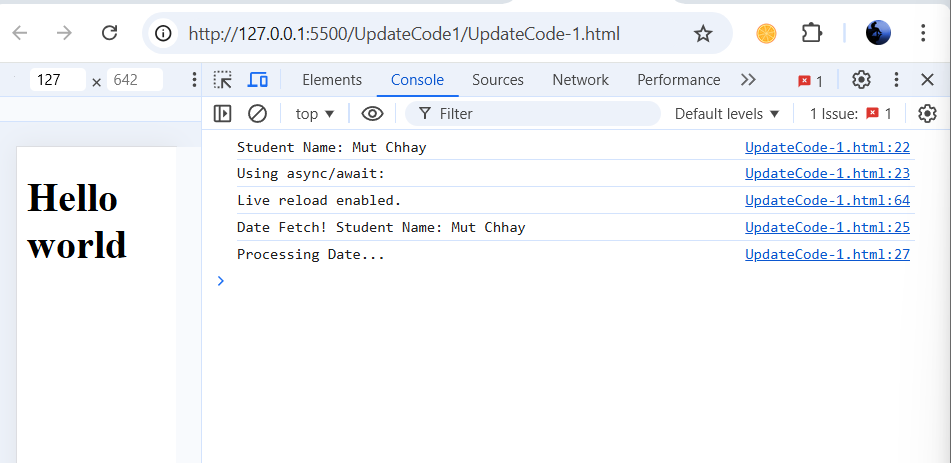 http://127.0.0.1:5500/UpdateCode1/UpdateCode-1.html
127 × 642
Elements Console Sources Network Performance 1
top Filter Default levels 1 Issue: 1
Student Name: Mut Chhay UpdateCode-1.html:22
Using async/await: UpdateCode-1.html:23
Live reload enabled. UpdateCode-1.html:64
Date Fetch! Student Name: Mut Chhay UpdateCode-1.html:25
Processing Date... UpdateCode-1.html:27
Hello
world